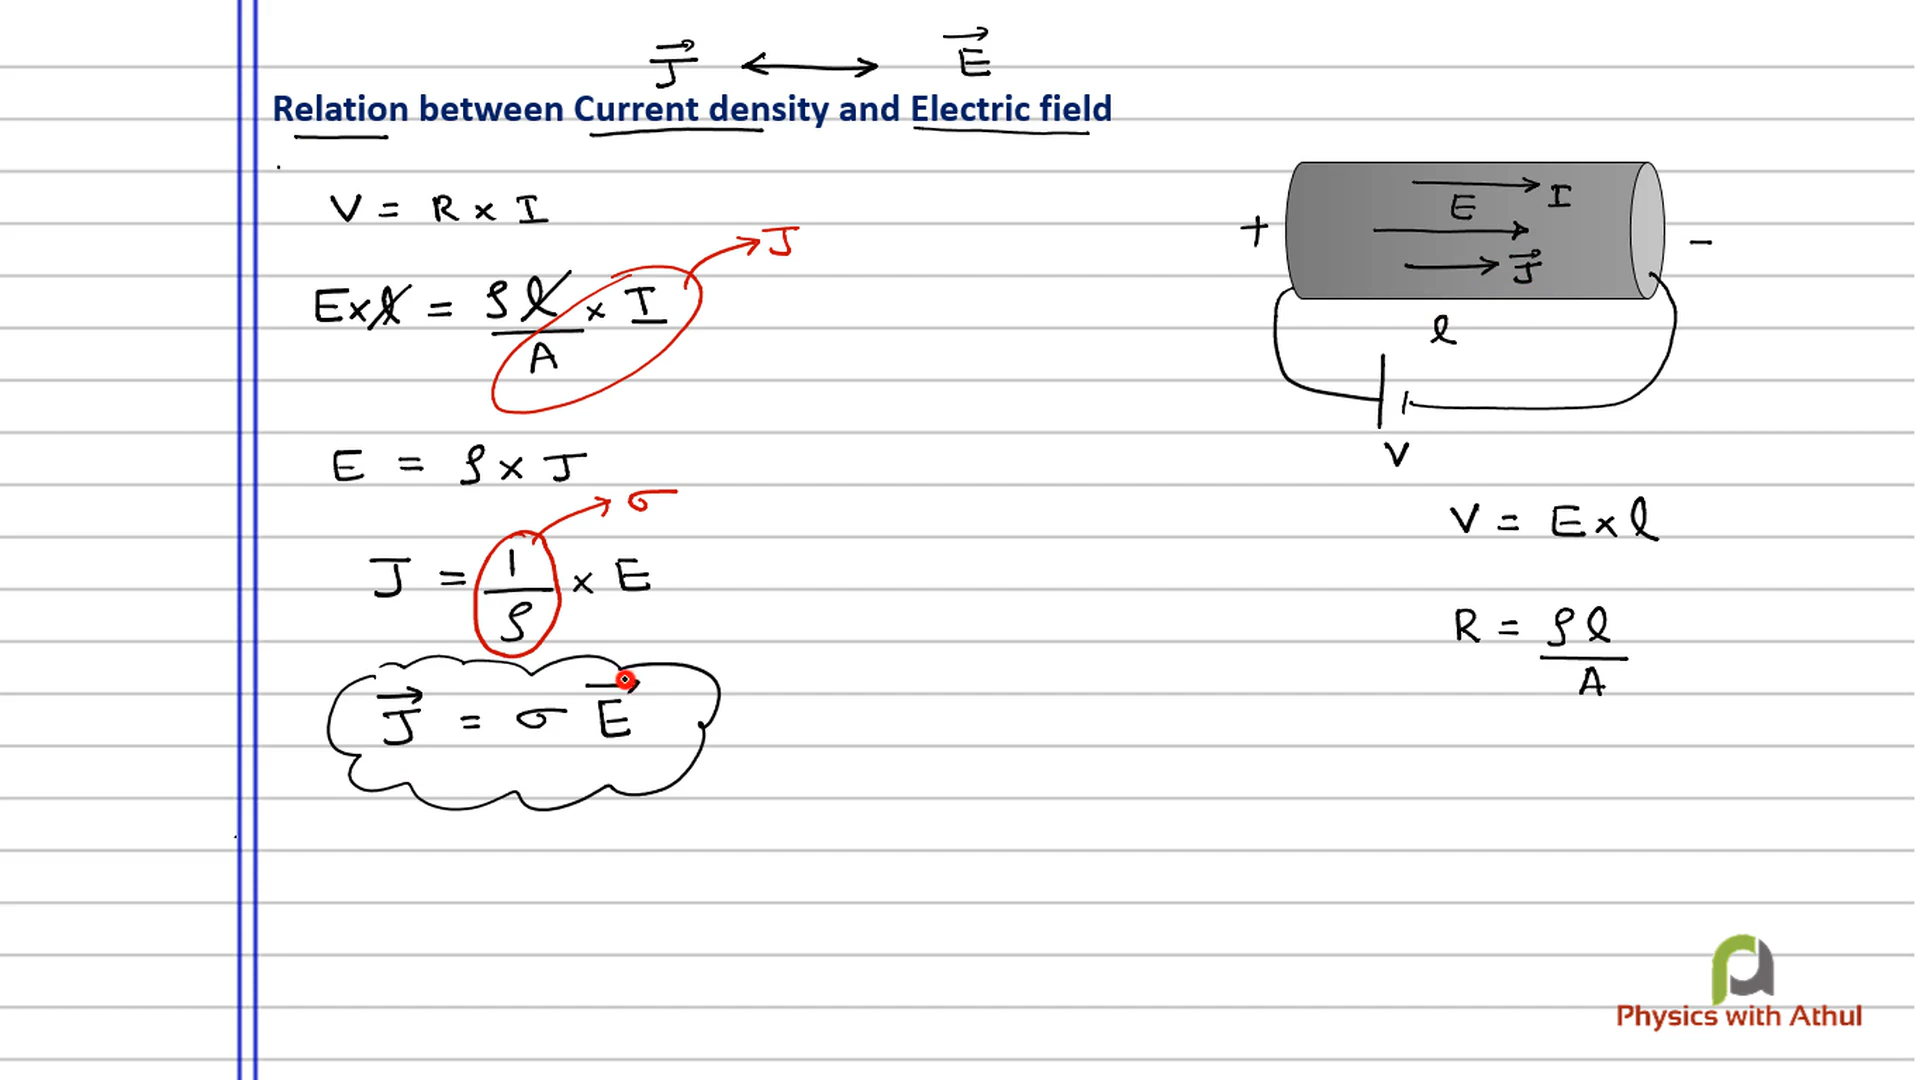 J⃗ ⟷ E⃗
Relation between Current density and Electric field
V = R × I
E × l = ρl/A × I → J
E = ρ × J
J = 1/ρ × E → σ
J⃗ = σ E⃗
I
E
+ −
J⃗
l
V
V = E × l
R = ρl/A
Physics with Athul